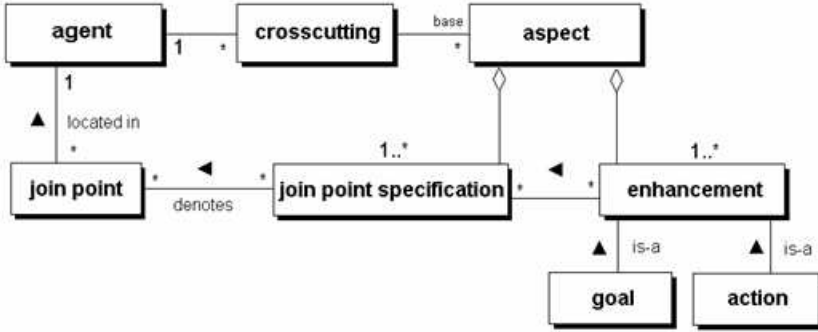 agent
1
*
crosscutting
base
*
aspect
1
located in
*
join point
*
denotes
*
1..*
join point specification
*
*
1..*
enhancement
is-a
is-a
goal
action